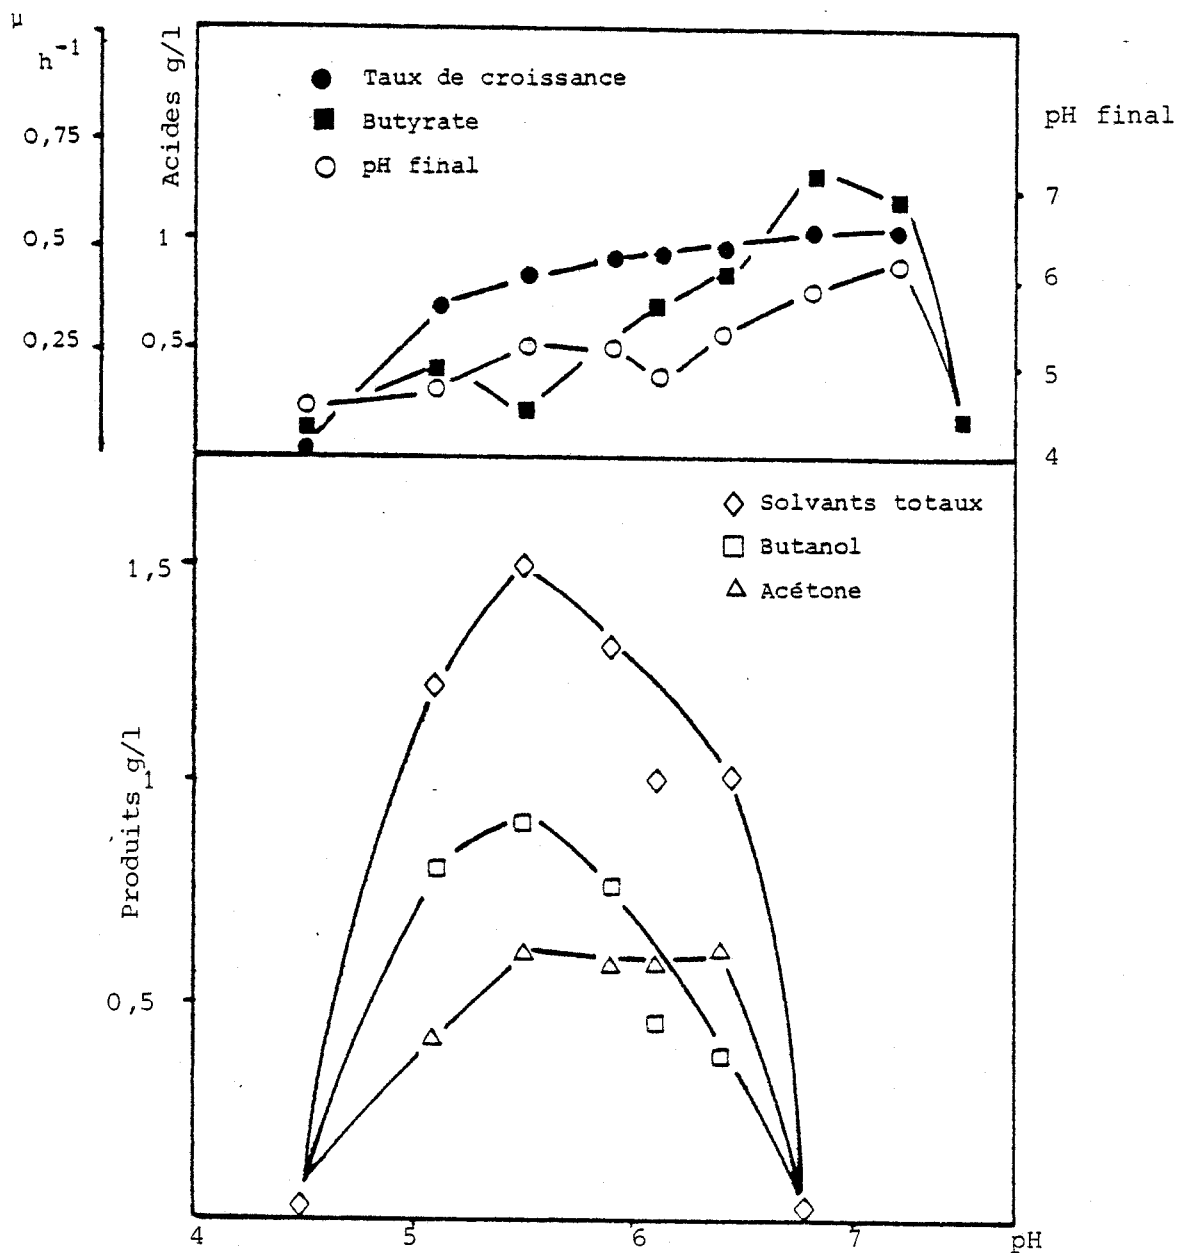 µ
h⁻¹
0,75
0,5
0,25
Acides g/l
1
0,5
Taux de croissance
Butyrate
pH final
pH final
7
6
5
4
Solvants totaux
Butanol
Acétone
1,5
1
0,5
Produits g/l
4 5 6 7 pH